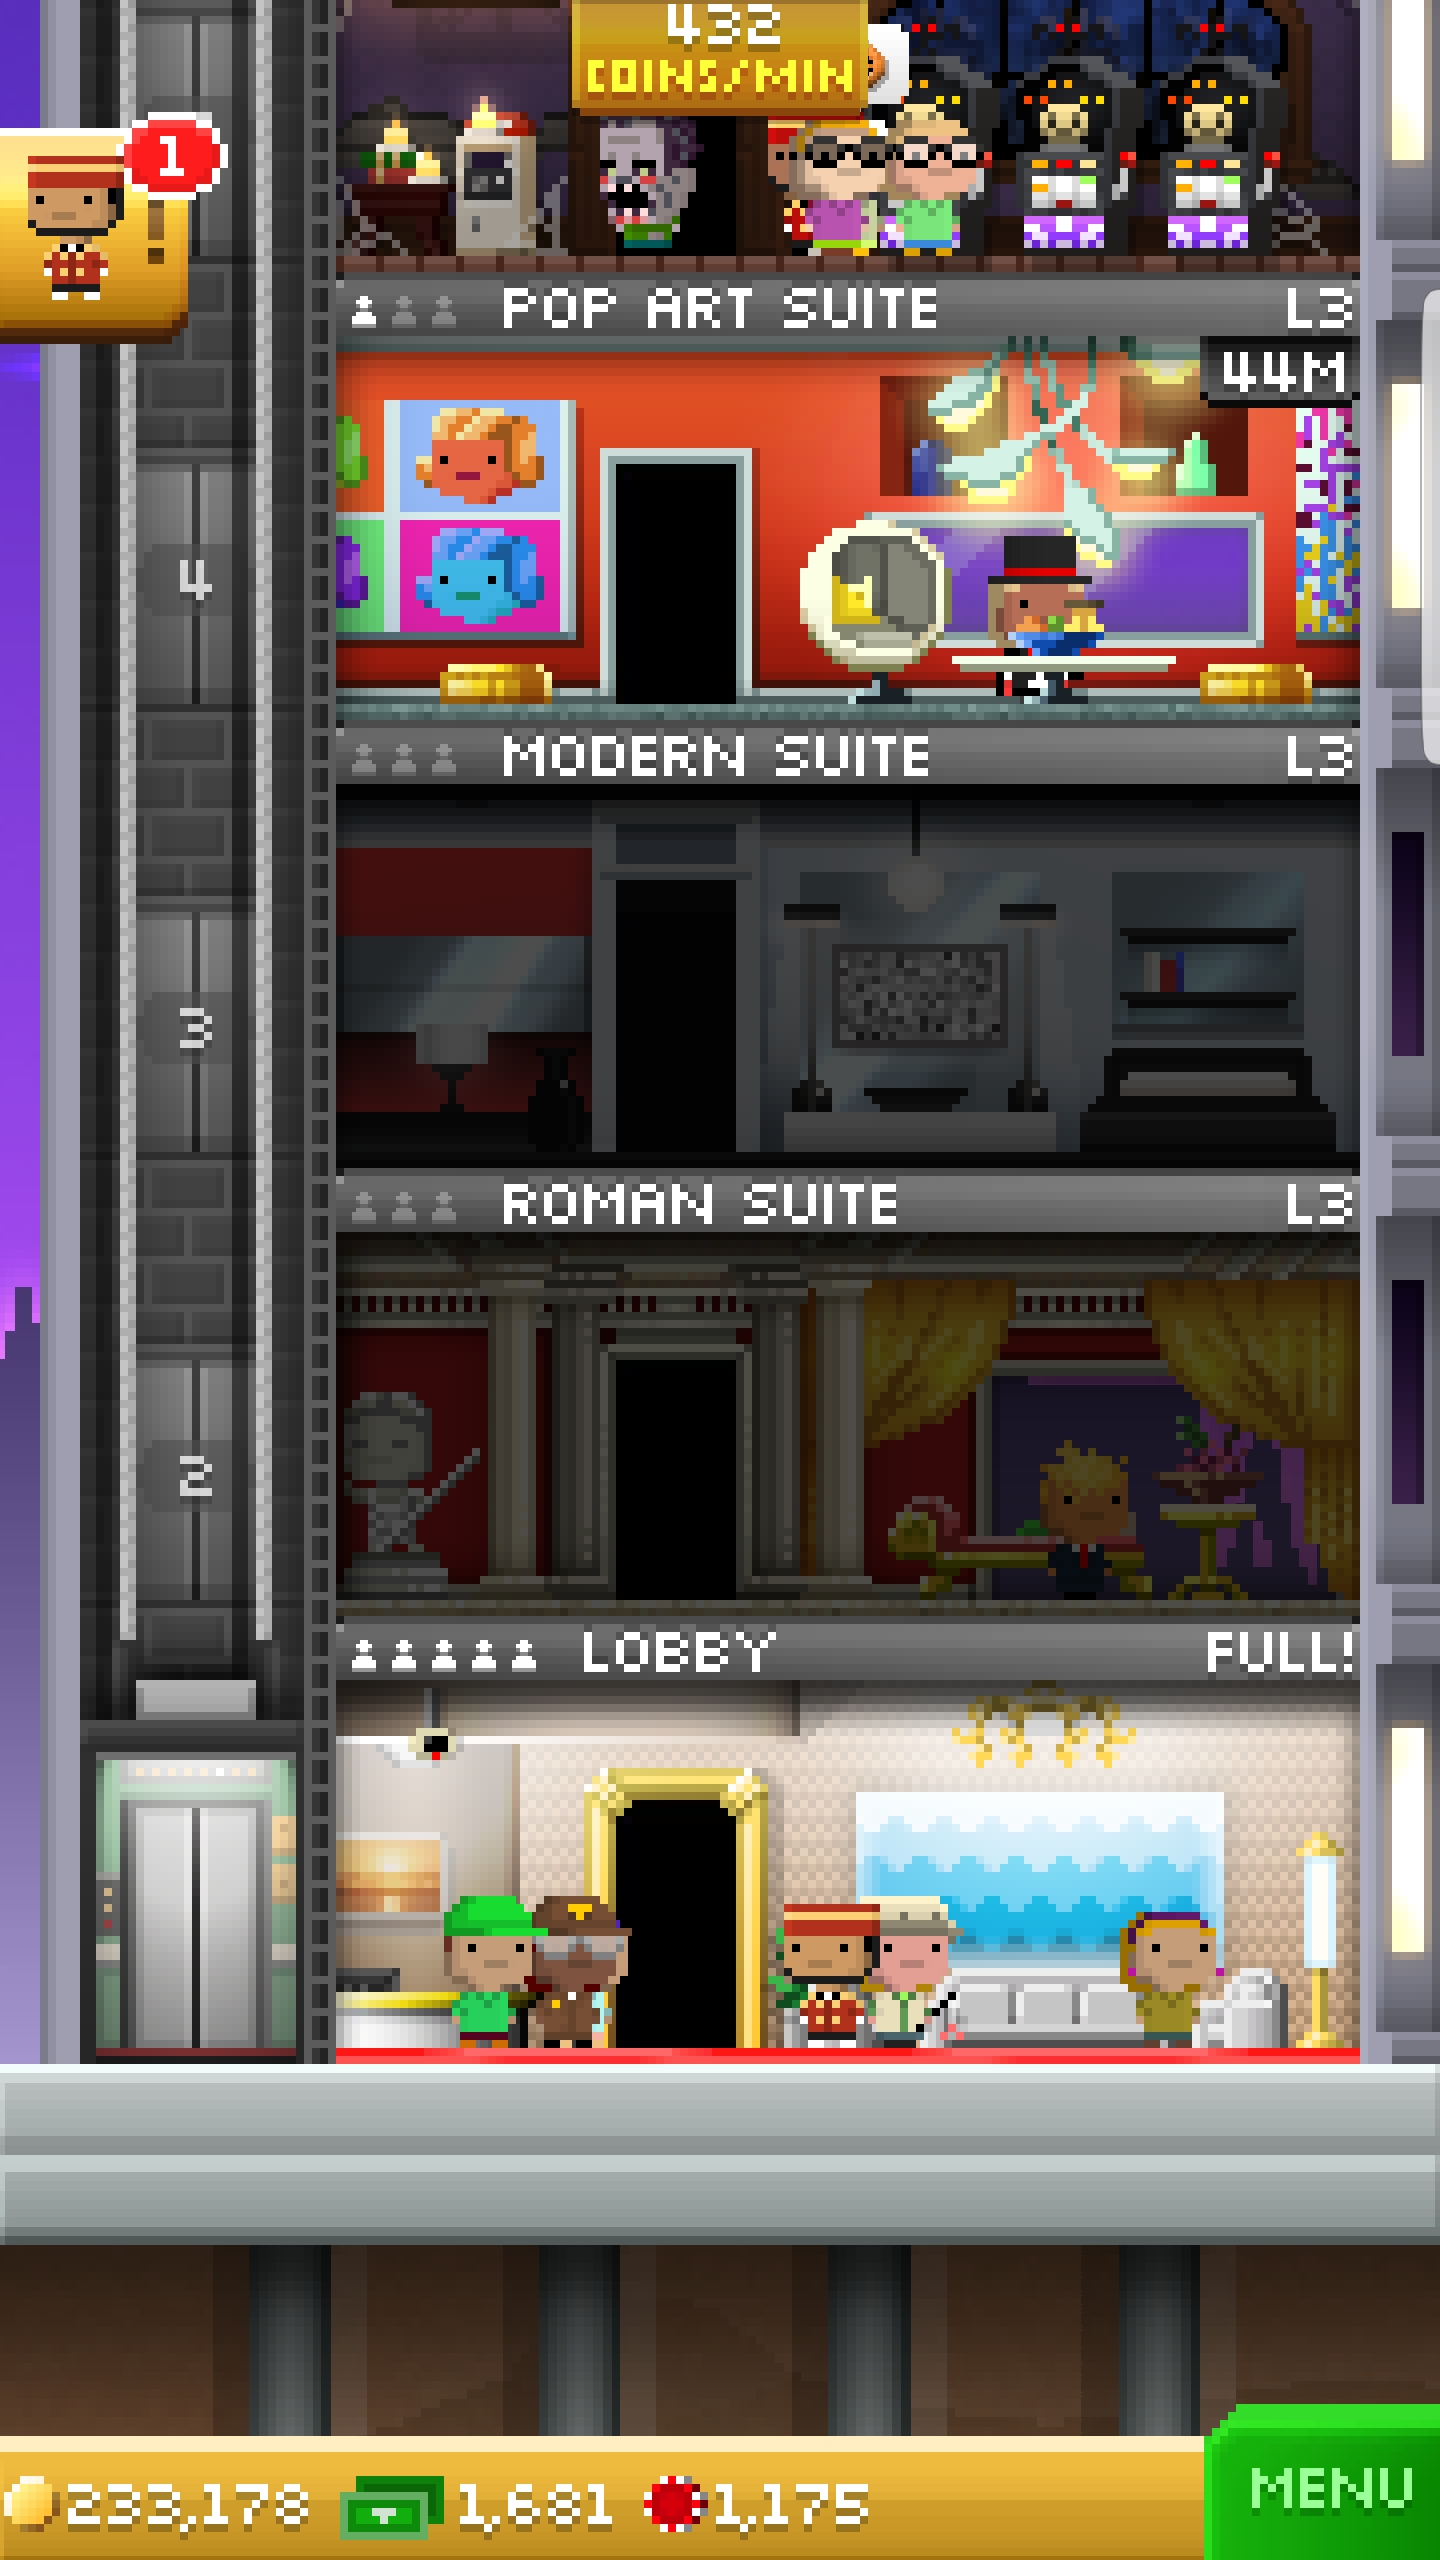 432
COINS/MIN
1
POP ART SUITE L3
44M
4
MODERN SUITE L3
3
ROMAN SUITE L3
2
LOBBY FULL!
233,178 1,681 1,175
MENU